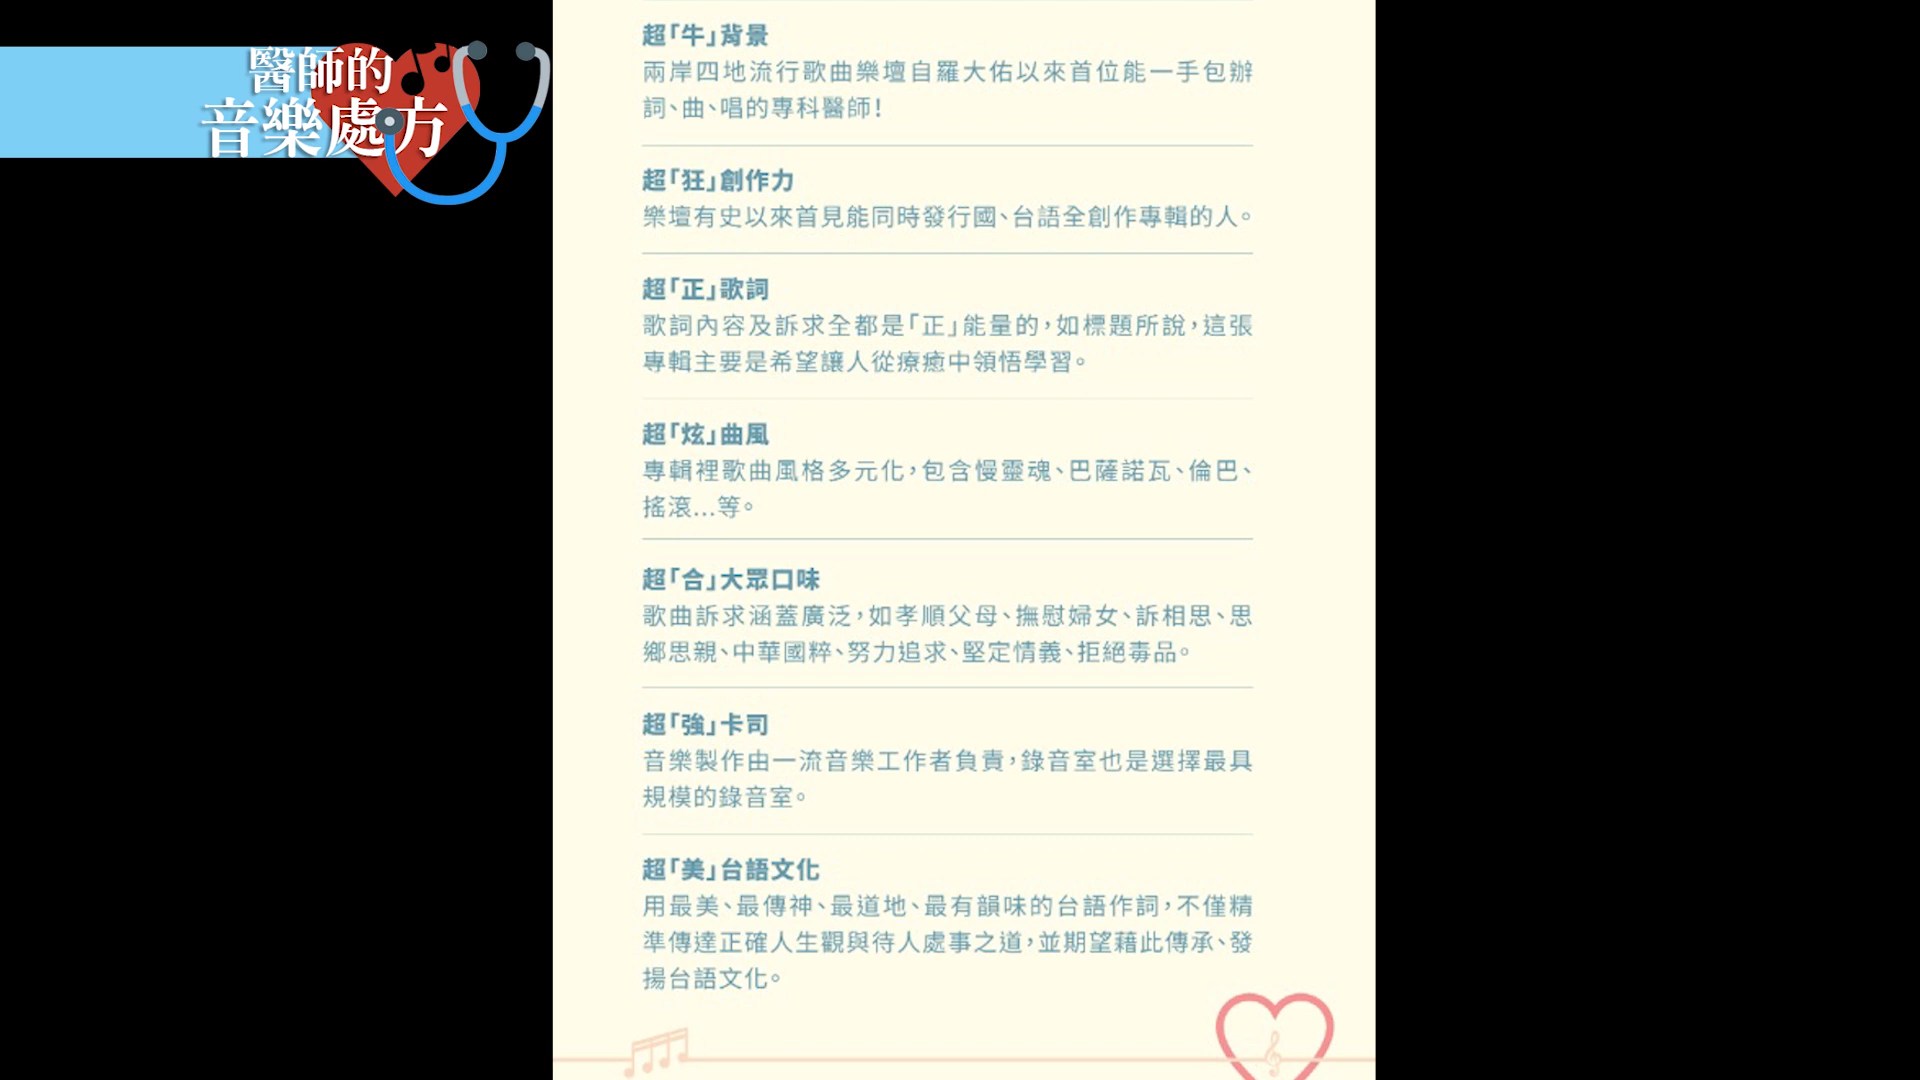 醫師的
音樂處方
超「牛」背景
兩岸四地流行歌曲樂壇自羅大佑以來首位能一手包辦
詞、曲、唱的專科醫師！
超「狂」創作力
樂壇有史以來首見能同時發行國、台語全創作專輯的人。
超「正」歌詞
歌詞內容及訴求全都是「正」能量的，如標題所說，這張
專輯主要是希望讓人從療癒中領悟學習。
超「炫」曲風
專輯裡歌曲風格多元化，包含慢靈魂、巴薩諾瓦、倫巴、
搖滾...等。
超「合」大眾口味
歌曲訴求涵蓋廣泛，如孝順父母、撫慰婦女、訴相思、思
鄉思親、中華國粹、努力追求、堅定情義、拒絕毒品。
超「強」卡司
音樂製作由一流音樂工作者負責，錄音室也是選擇最具
規模的錄音室。
超「美」台語文化
用最美、最傳神、最道地、最有韻味的台語作詞，不僅精
準傳達正確人生觀與待人處事之道，並期望藉此傳承、發
揚台語文化。